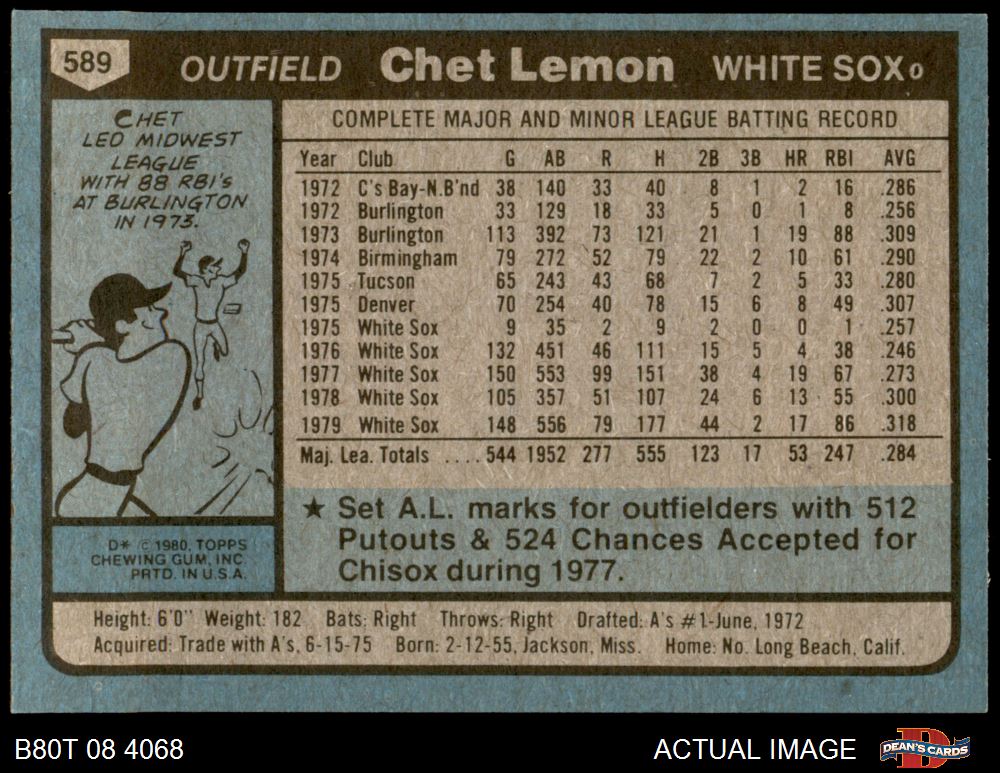 589 OUTFIELD Chet Lemon WHITE SOX
CHET
LED MIDWEST
LEAGUE
WITH 88 RBI's
AT BURLINGTON
IN 1973.
COMPLETE MAJOR AND MINOR LEAGUE BATTING RECORD
Year Club G AB R H 2B 3B HR RBI AVG
1972 C's Bay-N.B'nd 38 140 33 40 8 1 2 16 .286
1972 Burlington 33 129 18 33 5 0 1 8 .256
1973 Burlington 113 392 73 121 21 1 19 88 .309
1974 Birmingham 79 272 52 79 22 2 10 61 .290
1975 Tucson 65 243 43 68 7 2 5 33 .280
1975 Denver 70 254 40 78 15 6 8 49 .307
1975 White Sox 9 35 2 9 2 0 0 1 .257
1976 White Sox 132 451 46 111 15 5 4 38 .246
1977 White Sox 150 553 99 151 38 4 19 67 .273
1978 White Sox 105 357 51 107 24 6 13 55 .300
1979 White Sox 148 556 79 177 44 2 17 86 .318
Maj. Lea. Totals ....544 1952 277 555 123 17 53 247 .284
★ Set A.L. marks for outfielders with 512
Putouts & 524 Chances Accepted for
Chisox during 1977.
D* © 1980, TOPPS
CHEWING GUM, INC.
PRTD. IN U.S.A.
Height: 6'0" Weight: 182 Bats: Right Throws: Right Drafted: A's #1-June, 1972
Acquired: Trade with A's, 6-15-75 Born: 2-12-55, Jackson, Miss. Home: No. Long Beach, Calif.
B80T 08 4068 ACTUAL IMAGE DEAN'S CARDS